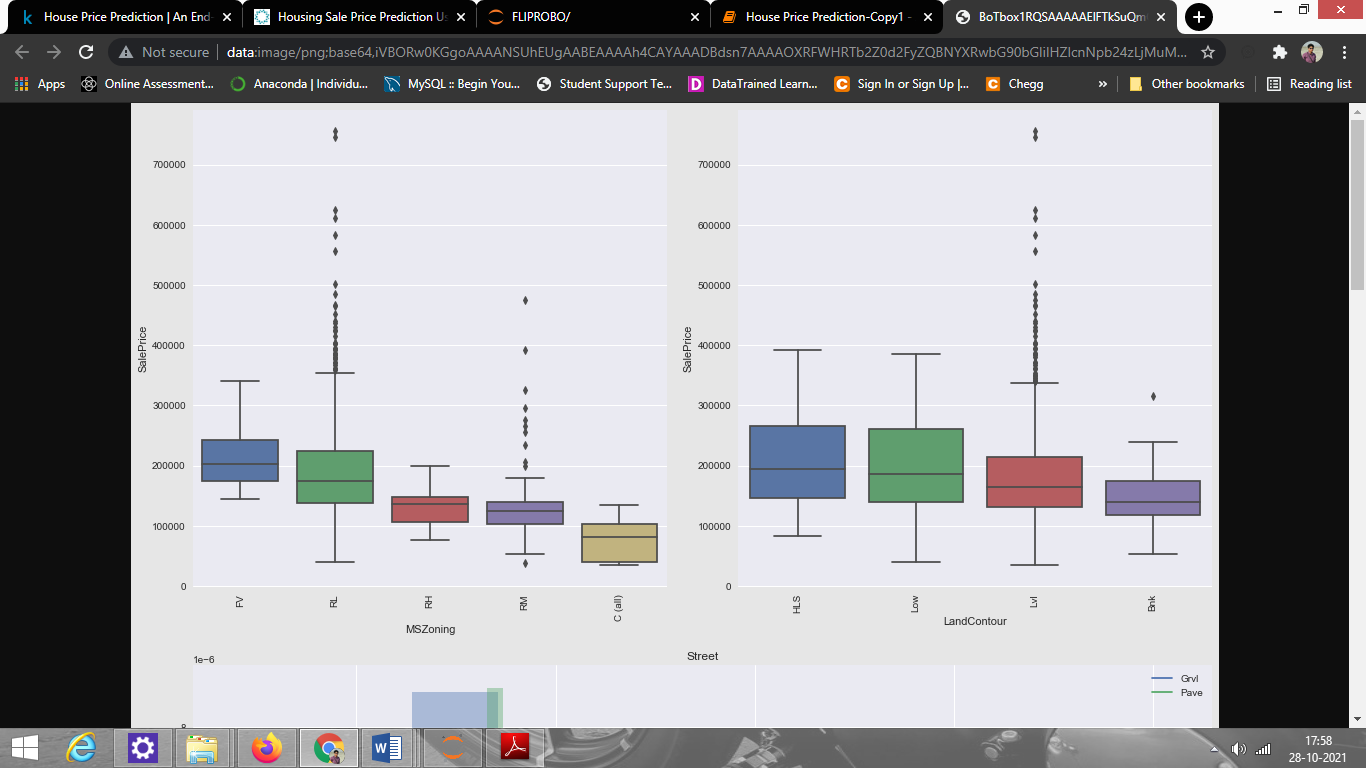 House Price Prediction | An End
Housing Sale Price Prediction Us
FLIPROBO/
House Price Prediction-Copy1 -
BoTbox1RQSAAAAAElFTkSuQm
Not secure | data:image/png;base64,iVBORw0KGgoAAAANSUhEUgAABEAAAAh4CAYAAADBdsn7AAAAOXRFWHRTb2Z0d2FyZQBNYXRwbG90bGliIHZlcnNpb24zLjMuM...
Apps
Online Assessment...
Anaconda | Individu...
MySQL :: Begin You...
Student Support Te...
DataTrained Learn...
Sign In or Sign Up |...
Chegg
»
Other bookmarks
Reading list
SalePrice
700000
600000
500000
400000
300000
200000
100000
0
FV
RL
RH
RM
C (all)
MSZoning
SalePrice
700000
600000
500000
400000
300000
200000
100000
0
HLS
Low
Lvl
Bnk
LandContour
Street
1e−6
Grvl
Pave
17:58
28-10-2021